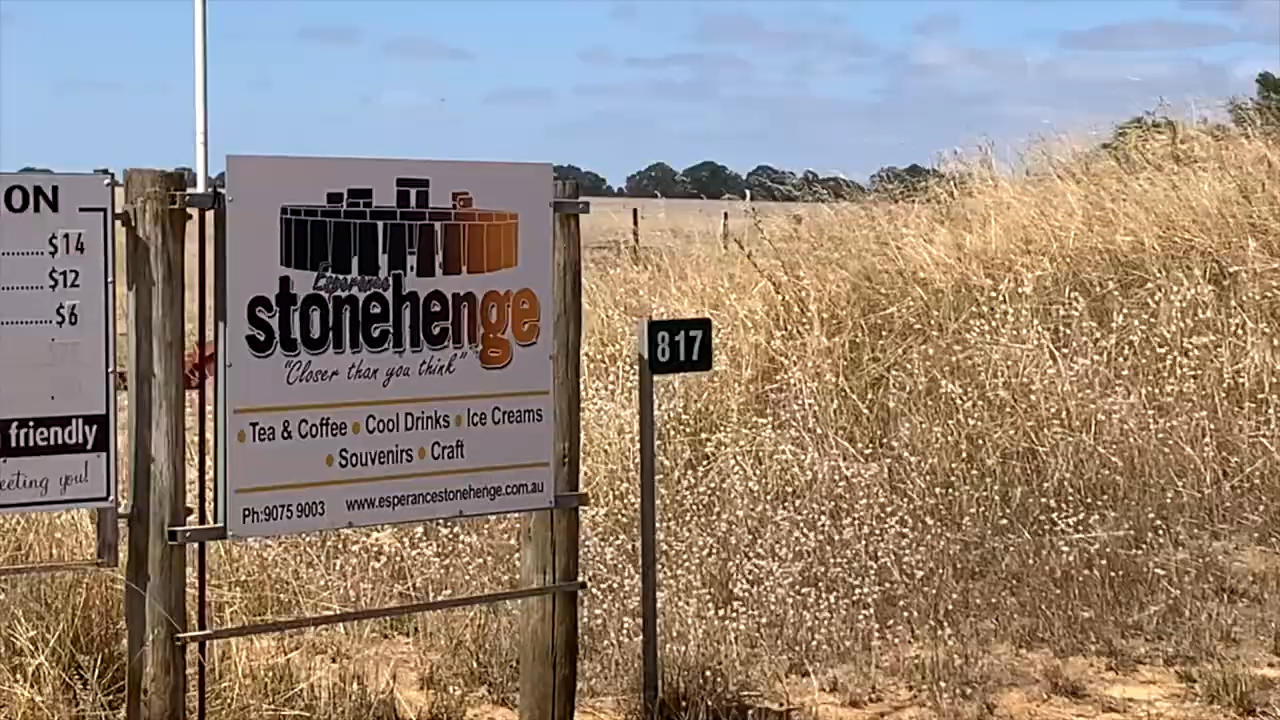 ON
$14
$12
$6
friendly
eeting you!
Esperance
stonehenge
"Closer than you think"
• Tea & Coffee • Cool Drinks • Ice Creams
• Souvenirs • Craft
Ph:9075 9003 www.esperancestonehenge.com.au
817